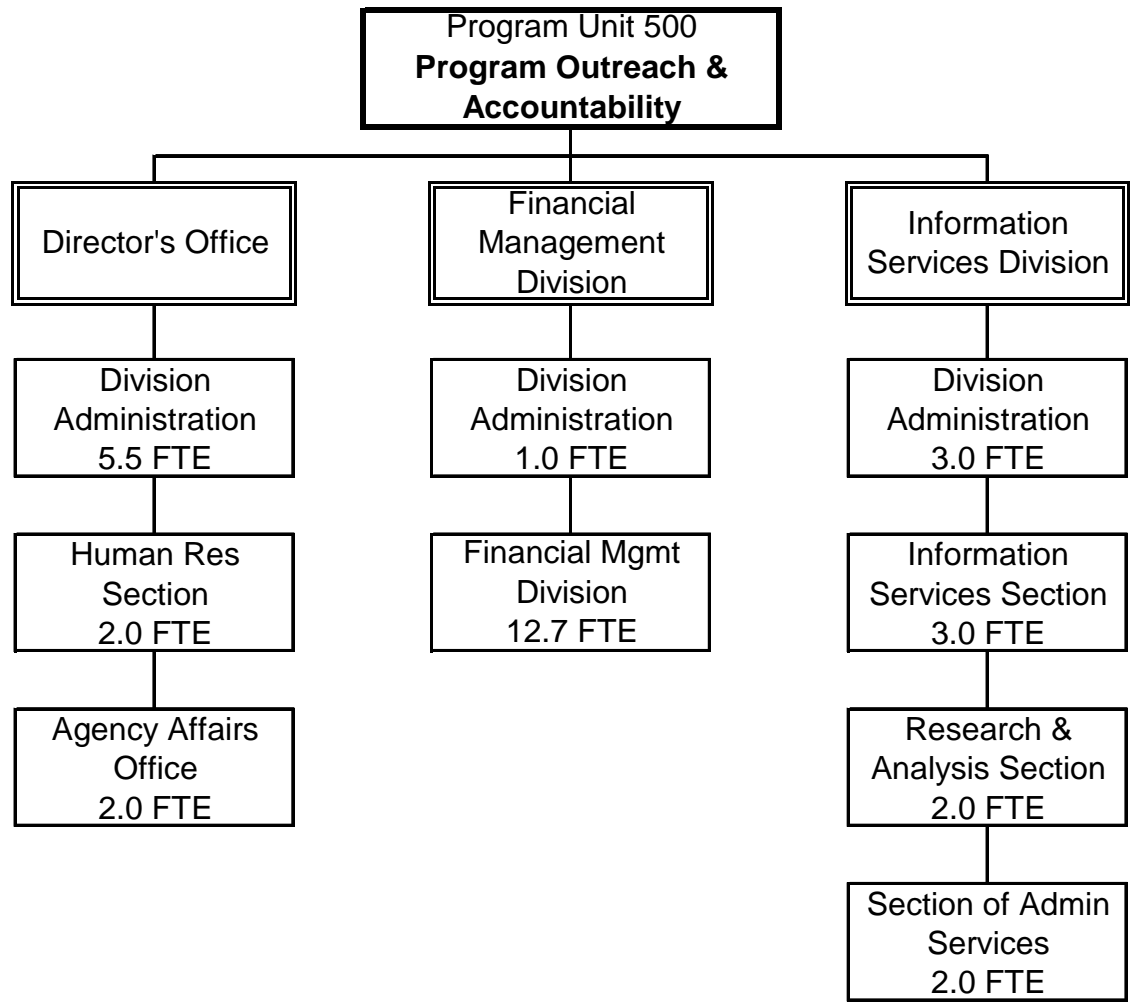 Program Unit 500
Program Outreach &
Accountability
Director's Office
Financial
Management
Division
Information
Services Division
Division
Administration
5.5 FTE
Division
Administration
1.0 FTE
Division
Administration
3.0 FTE
Human Res
Section
2.0 FTE
Financial Mgmt
Division
12.7 FTE
Information
Services Section
3.0 FTE
Agency Affairs
Office
2.0 FTE
Research &
Analysis Section
2.0 FTE
Section of Admin
Services
2.0 FTE